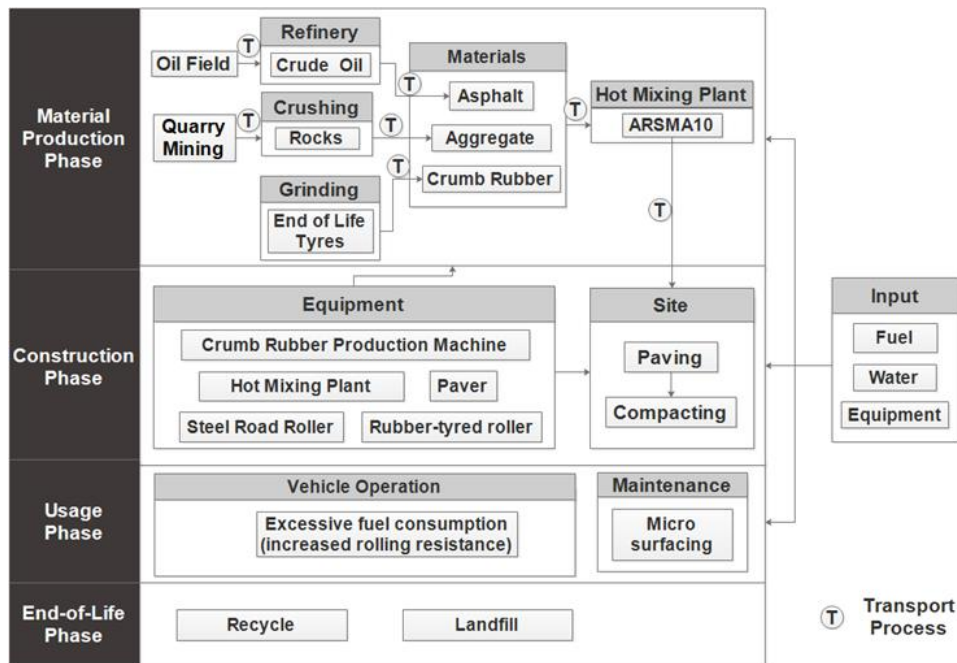 Material
Production
Phase
Oil Field
T
Refinery
Crude Oil
T
Quarry
Mining
T
Crushing
Rocks
T
Grinding
End of Life
Tyres
T
Materials
Asphalt
Aggregate
Crumb Rubber
T
Hot Mixing Plant
ARSMA10
T
Construction
Phase
Equipment
Crumb Rubber Production Machine
Hot Mixing Plant
Paver
Steel Road Roller
Rubber-tyred roller
Site
Paving
Compacting
Input
Fuel
Water
Equipment
Usage
Phase
Vehicle Operation
Excessive fuel consumption
(increased rolling resistance)
Maintenance
Micro
surfacing
End-of-Life
Phase
Recycle
Landfill
T
Transport
Process